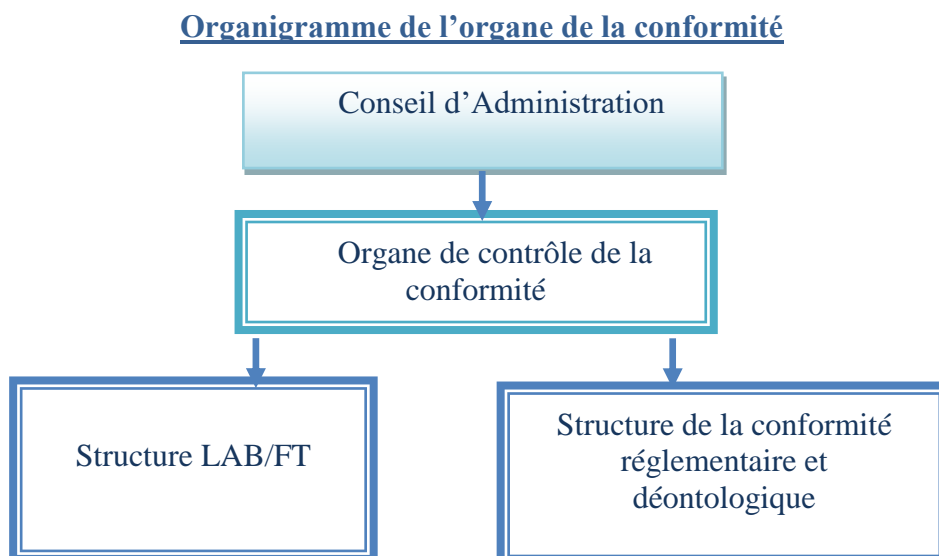 Organigramme de l’organe de la conformité
Conseil d’Administration
Organe de contrôle de la
conformité
Structure LAB/FT
Structure de la conformité
réglementaire et
déontologique